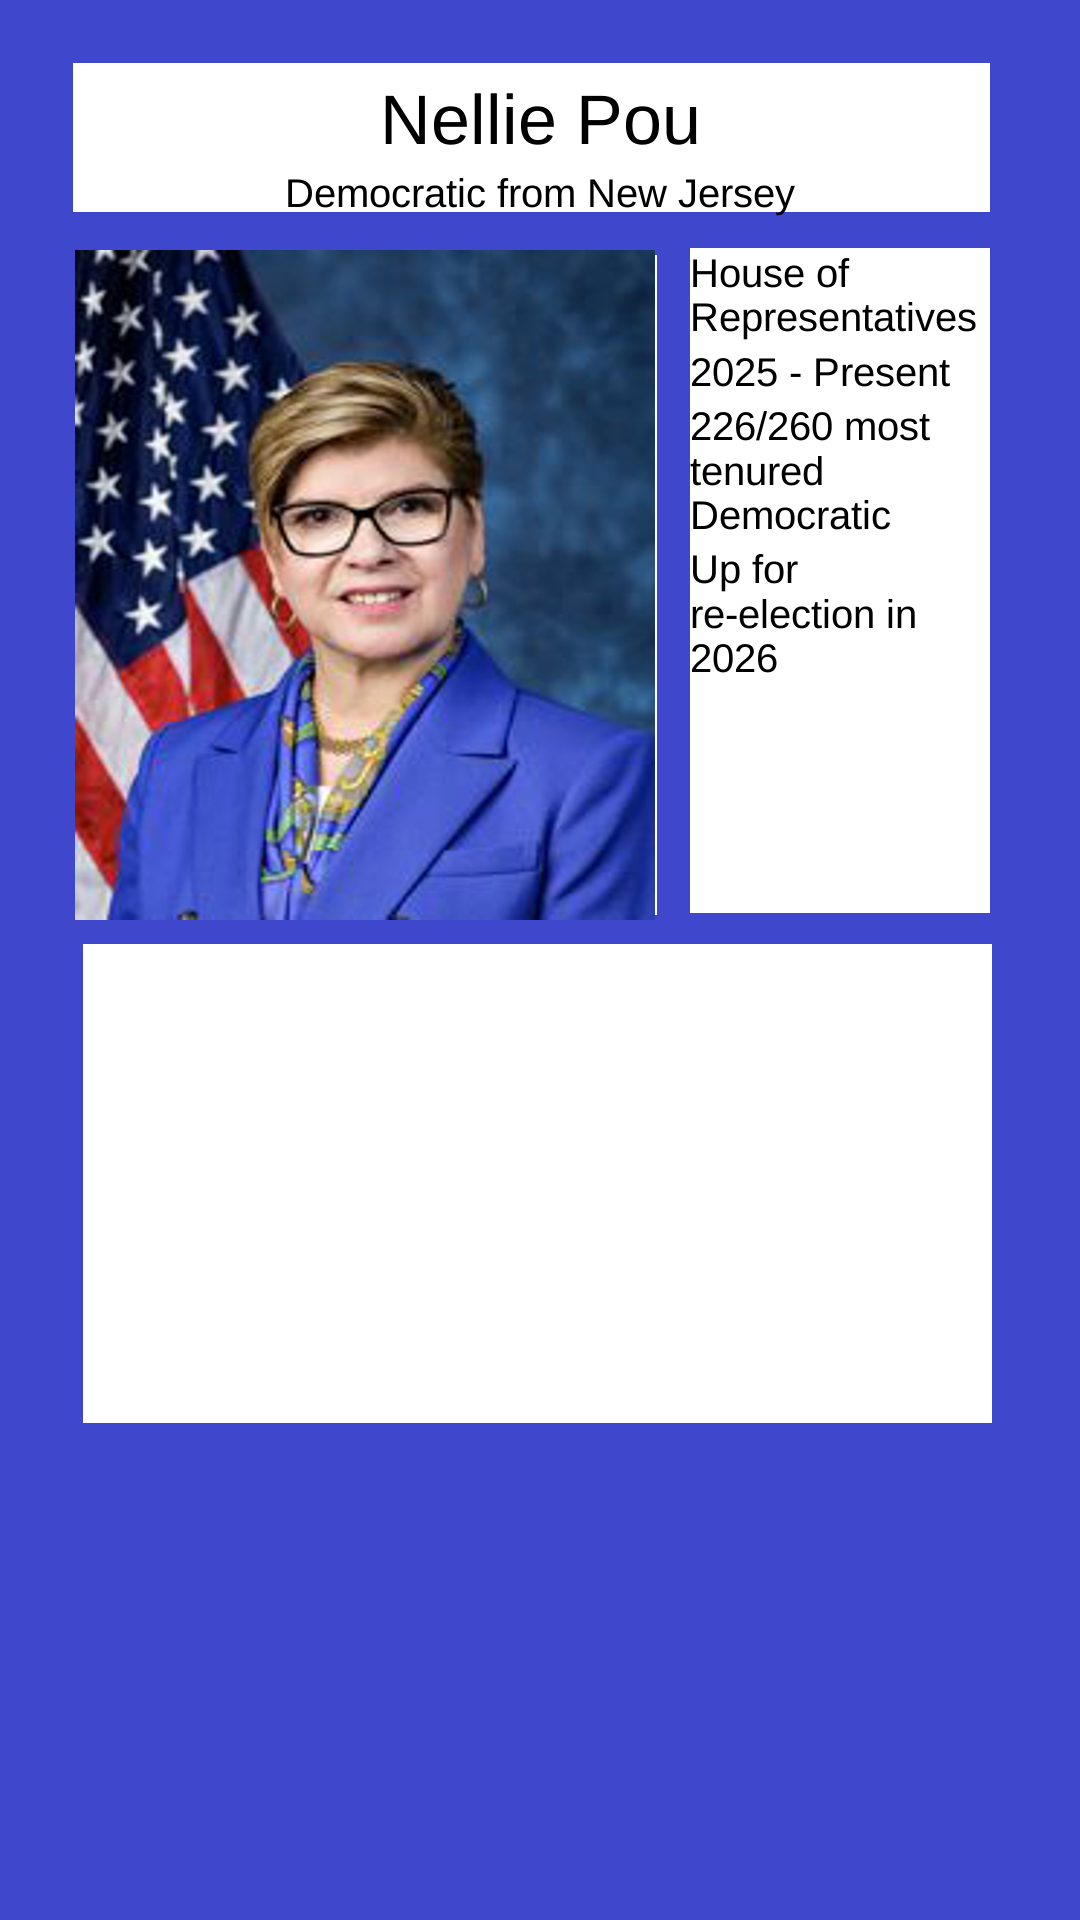 Nellie Pou
Democratic from New Jersey
House of
Representatives
2025 - Present
226/260 most
tenured
Democratic
Up for
re-election in
2026